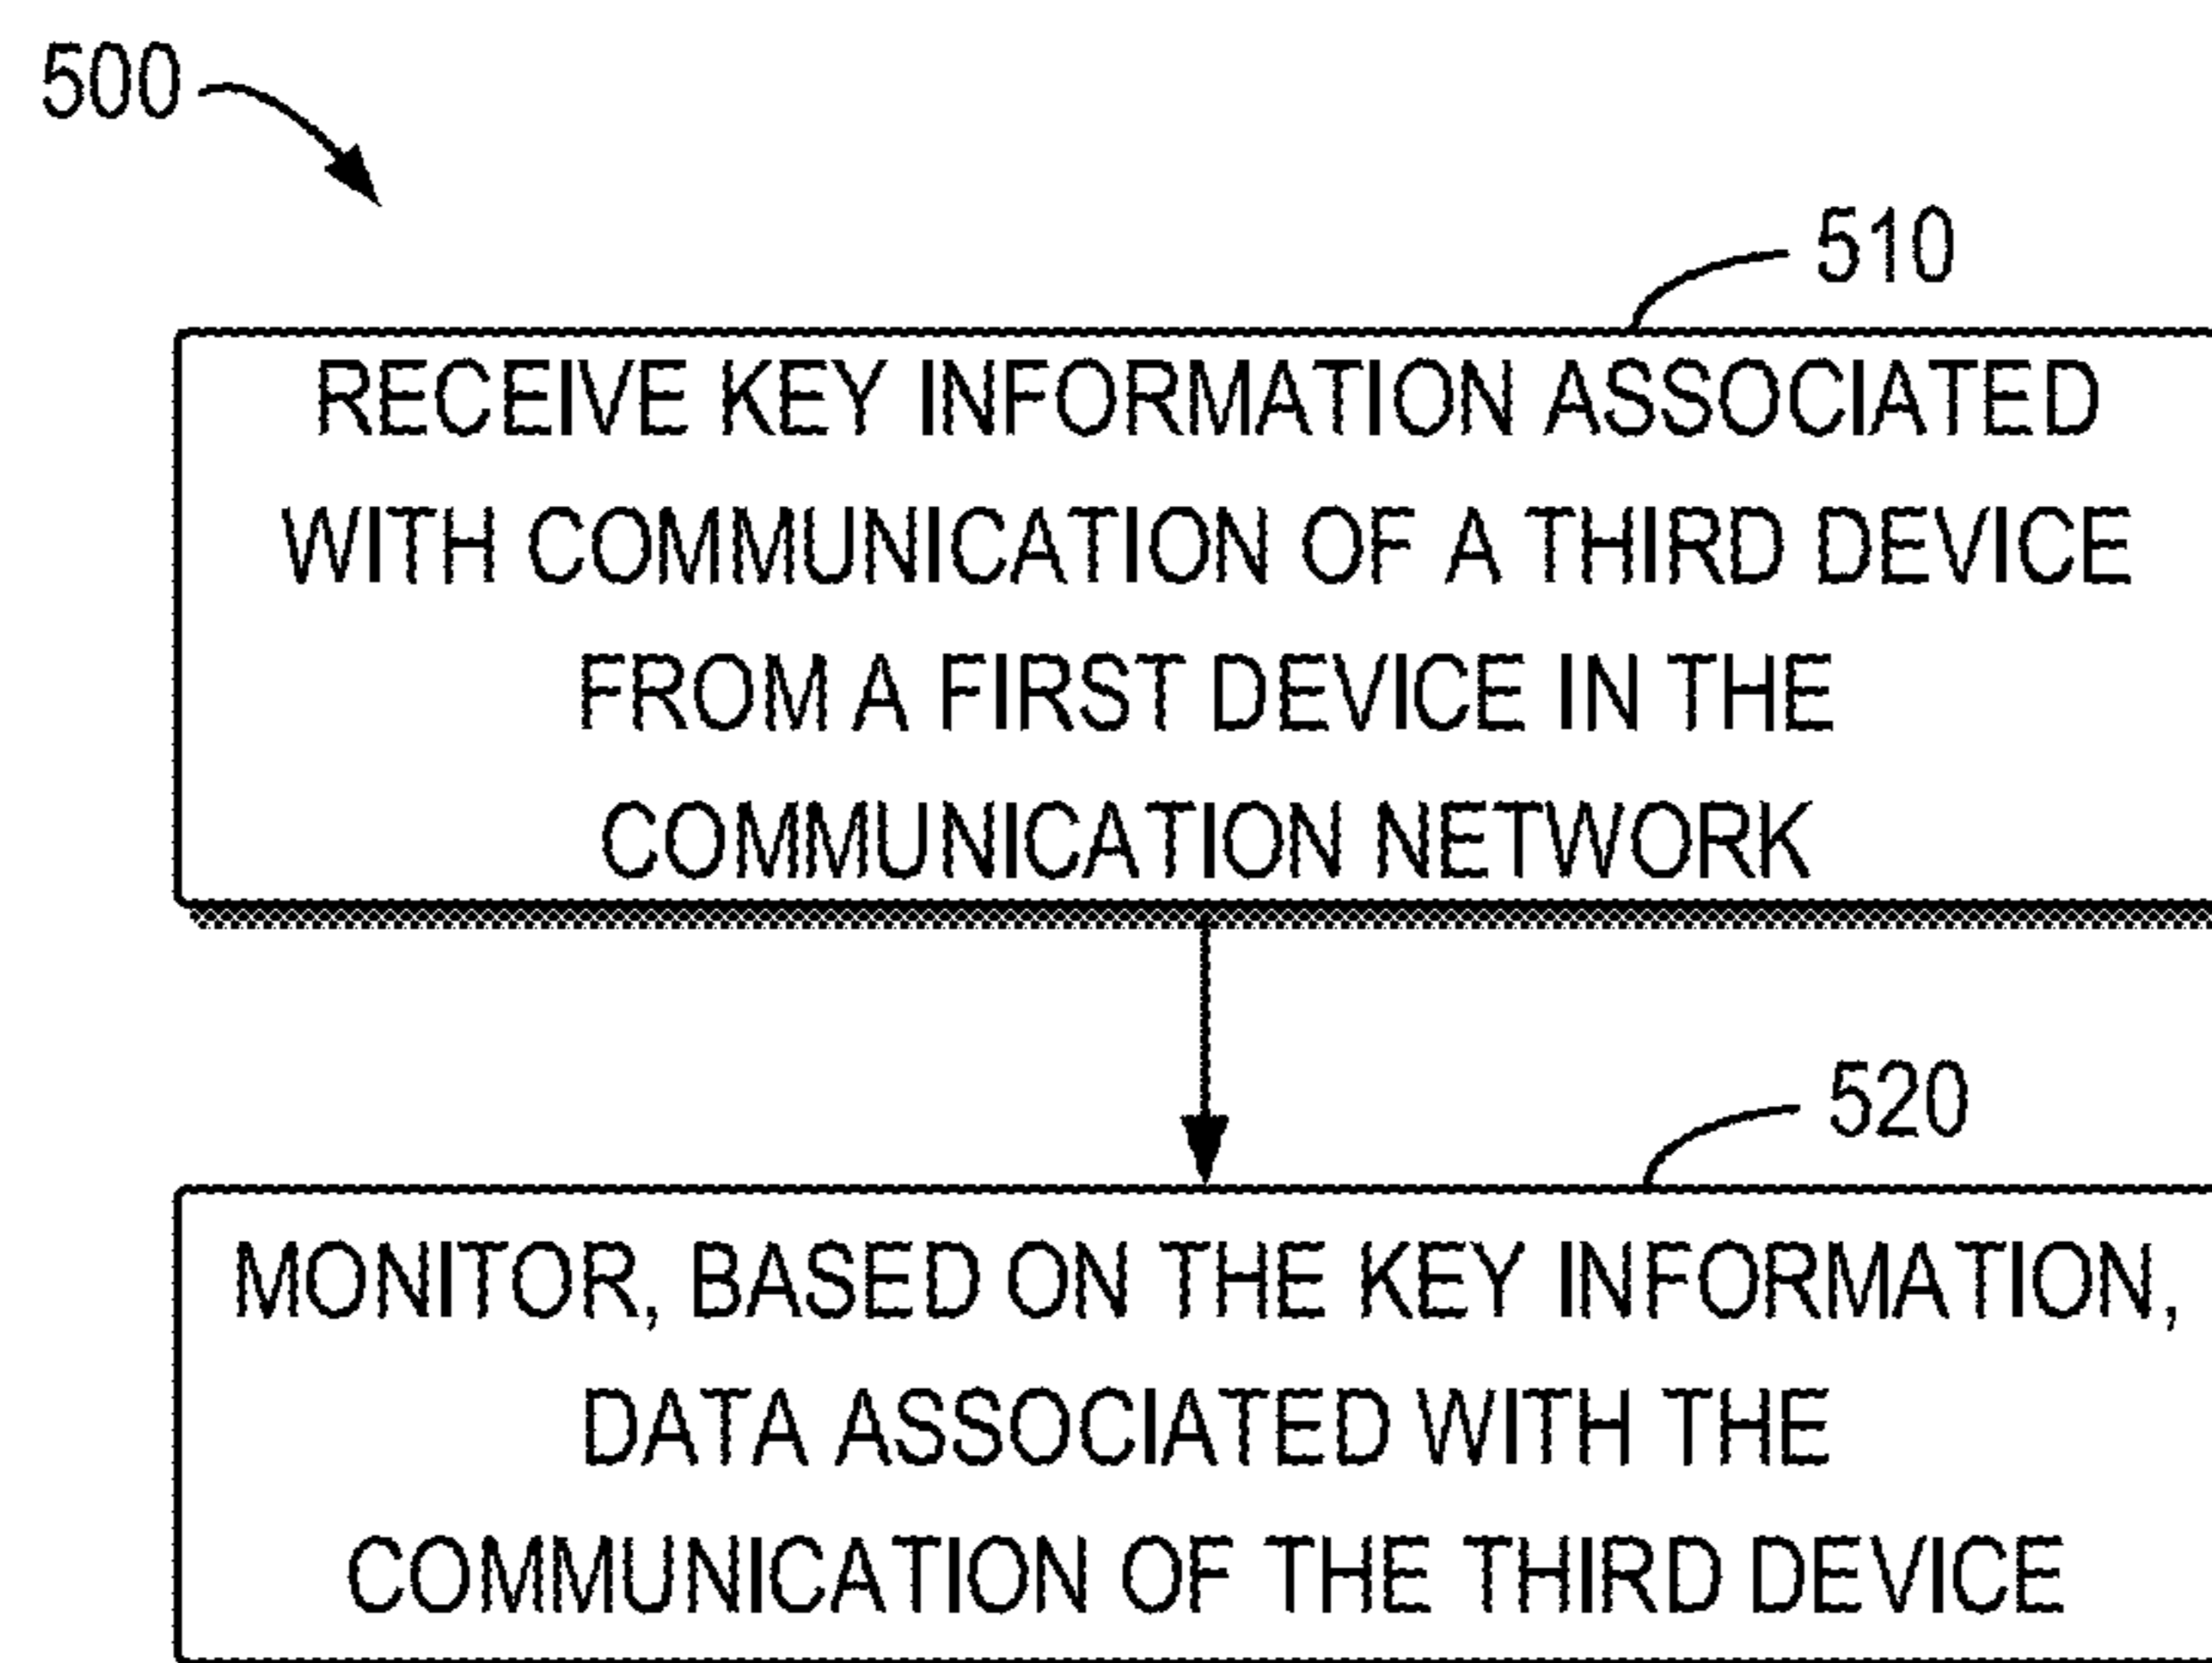 500
510
RECEIVE KEY INFORMATION ASSOCIATED
WITH COMMUNICATION OF A THIRD DEVICE
FROM A FIRST DEVICE IN THE
COMMUNICATION NETWORK
520
MONITOR, BASED ON THE KEY INFORMATION,
DATA ASSOCIATED WITH THE
COMMUNICATION OF THE THIRD DEVICE